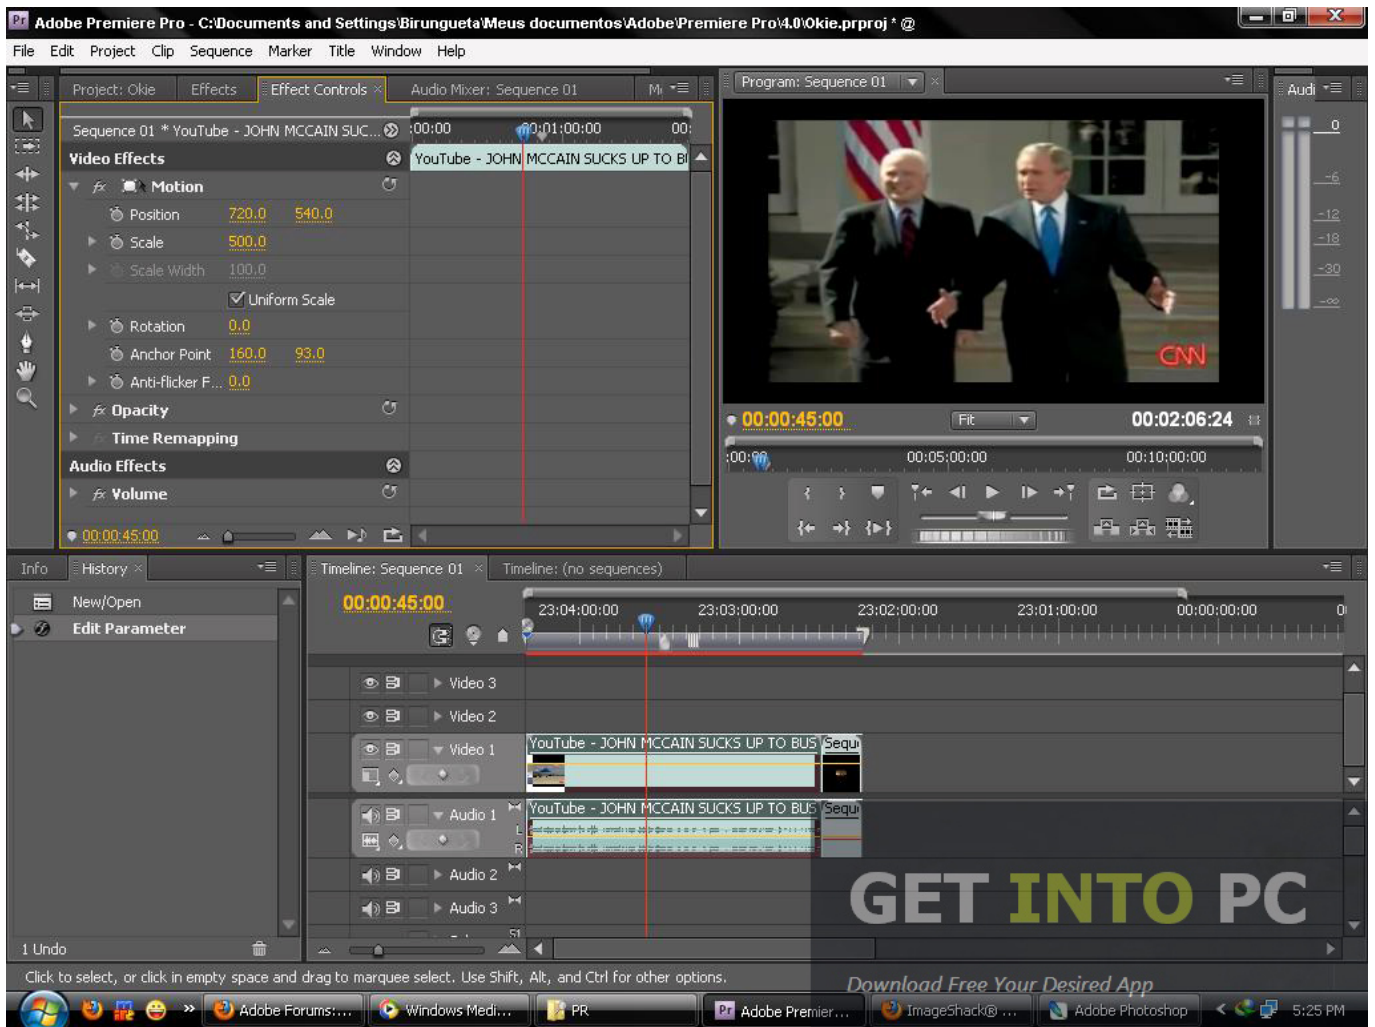 Pr Adobe Premiere Pro - C:\Documents and Settings\Birungueta\Meus documentos\Adobe\Premiere Pro\4.0\Okie.prproj * @
File Edit Project Clip Sequence Marker Title Window Help
Project: Okie Effects Effect Controls × Audio Mixer: Sequence 01
Program: Sequence 01
Audi
Sequence 01 * YouTube - JOHN MCCAIN SUC...
:00:00 00:01:00:00 00:
Video Effects
YouTube - JOHN MCCAIN SUCKS UP TO B
Motion
Position 720.0 540.0
Scale 500.0
Scale Width 100.0
Uniform Scale
Rotation 0.0
Anchor Point 160.0 93.0
Anti-flicker F... 0.0
Opacity
Time Remapping
Audio Effects
Volume
00:00:45:00
CNN
0
-6
-12
-18
-30
-∞
00:00:45:00 Fit 00:02:06:24
00:05:00:00 00:10:00:00
Info History ×
New/Open
Edit Parameter
1 Undo
Timeline: Sequence 01 × Timeline: (no sequences)
00:00:45:00
23:04:00:00 23:03:00:00 23:02:00:00 23:01:00:00 00:00:00:00 0
Video 3
Video 2
Video 1
YouTube - JOHN MCCAIN SUCKS UP TO BUS Sequ
Audio 1
L
R
YouTube - JOHN MCCAIN SUCKS UP TO BUS Sequ
Audio 2
Audio 3
GET INTO PC
Download Free Your Desired App
Click to select, or click in empty space and drag to marquee select. Use Shift, Alt, and Ctrl for other options.
» Adobe Forums:... Windows Medi... PR Pr Adobe Premier... ImageShack® ... Adobe Photoshop < 5:25 PM